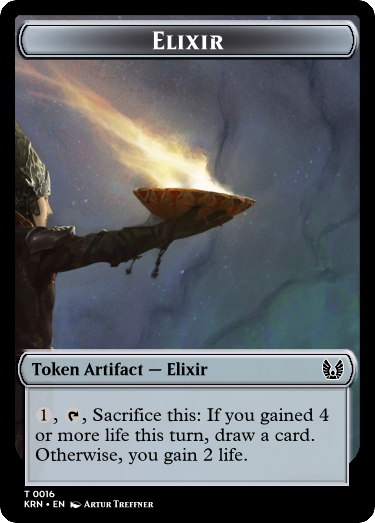 Elixir
Token Artifact — Elixir
1, T, Sacrifice this: If you gained 4
or more life this turn, draw a card.
Otherwise, you gain 2 life.
T 0016
KRN • EN Artur Treffner